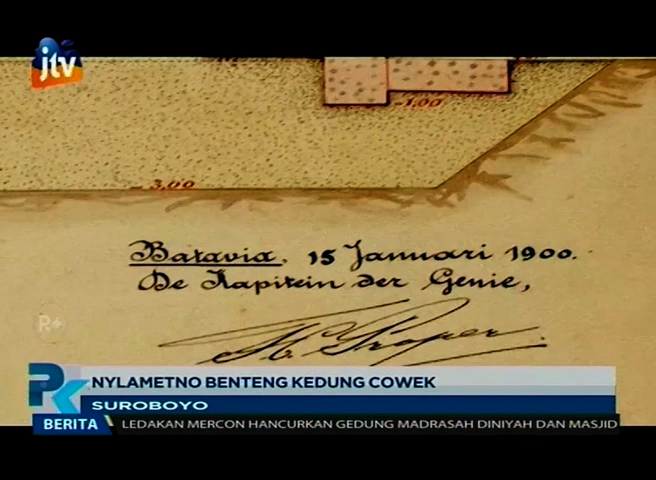 jtv
-1,00
- 3,00
Batavia, 15 Januari 1900.
De Kapitein der Genie,
R+
PK
NYLAMETNO BENTENG KEDUNG COWEK
SUROBOYO
BERITA
LEDAKAN MERCON HANCURKAN GEDUNG MADRASAH DINIYAH DAN MASJID